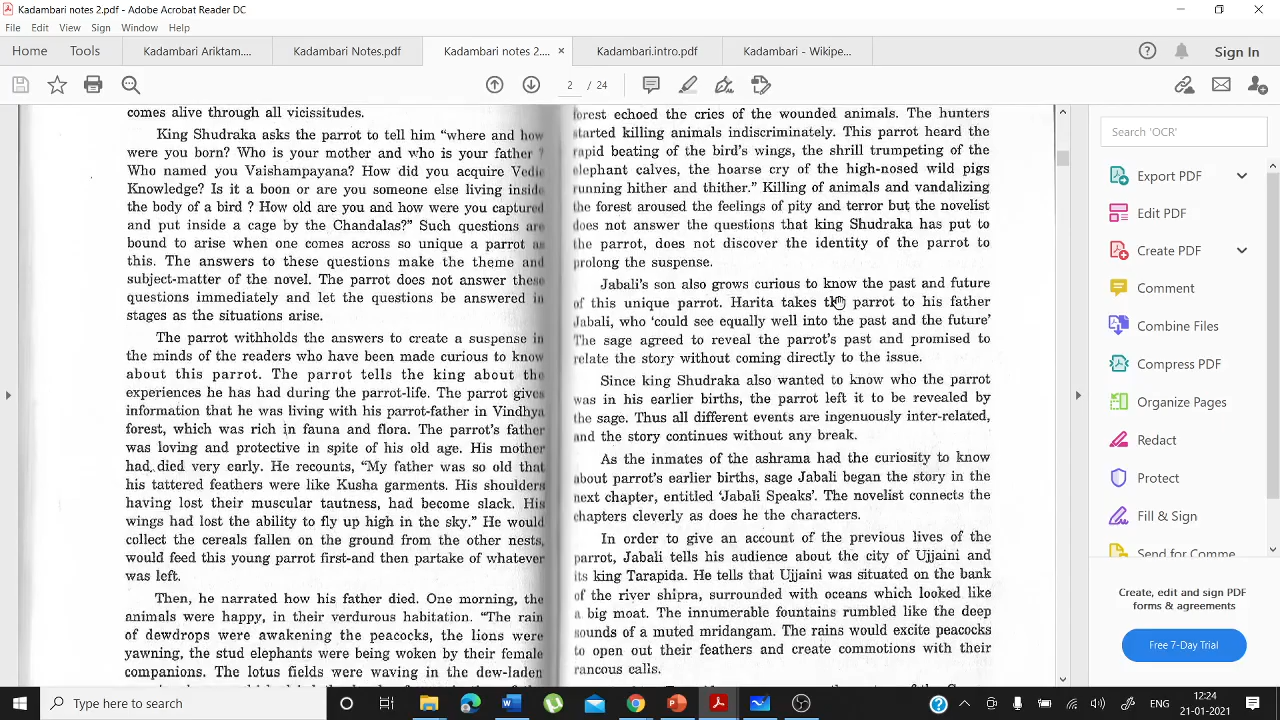 Kadambari notes 2.pdf - Adobe Acrobat Reader DC
File Edit View Sign Window Help
Home Tools Kadambari Ariktam.... Kadambari Notes.pdf Kadambari notes 2.... × Kadambari.intro.pdf Kadambari - Wikipe... Sign In
2 / 24
comes alive through all vicissitudes.
King Shudraka asks the parrot to tell him "where and how
were you born? Who is your mother and who is your father ?
Who named you Vaishampayana? How did you acquire Vedic
Knowledge? Is it a boon or are you someone else living inside
the body of a bird ? How old are you and how were you captured
and put inside a cage by the Chandalas?" Such questions are
bound to arise when one comes across so unique a parrot as
this. The answers to these questions make the theme and
subject-matter of the novel. The parrot does not answer these
questions immediately and let the questions be answered in
stages as the situations arise.
The parrot withholds the answers to create a suspense in
the minds of the readers who have been made curious to know
about this parrot. The parrot tells the king about the
experiences he has had during the parrot-life. The parrot gives
information that he was living with his parrot-father in Vindhya
forest, which was rich in fauna and flora. The parrot's father
was loving and protective in spite of his old age. His mother
had died very early. He recounts, "My father was so old that
his tattered feathers were like Kusha garments. His shoulders
having lost their muscular tautness, had become slack. His
wings had lost the ability to fly up high in the sky." He would
collect the cereals fallen on the ground from the other nests,
would feed this young parrot first-and then partake of whatever
was left.
Then, he narrated how his father died. One morning, the
animals were happy, in their verdurous habitation. "The rain
of dewdrops were awakening the peacocks, the lions were
yawning, the stud elephants were being woken by their female
companions. The lotus fields were waving in the dew-laden
forest echoed the cries of the wounded animals. The hunters
started killing animals indiscriminately. This parrot heard the
rapid beating of the bird's wings, the shrill trumpeting of the
elephant calves, the hoarse cry of the high-nosed wild pigs
running hither and thither." Killing of animals and vandalizing
the forest aroused the feelings of pity and terror but the novelist
does not answer the questions that king Shudraka has put to
the parrot, does not discover the identity of the parrot to
prolong the suspense.
Jabali's son also grows curious to know the past and future
of this unique parrot. Harita takes the parrot to his father
Jabali, who 'could see equally well into the past and the future'
The sage agreed to reveal the parrot's past and promised to
relate the story without coming directly to the issue.
Since king Shudraka also wanted to know who the parrot
was in his earlier births, the parrot left it to be revealed by
the sage. Thus all different events are ingenuously inter-related,
and the story continues without any break.
As the inmates of the ashrama had the curiosity to know
about parrot's earlier births, sage Jabali began the story in the
next chapter, entitled 'Jabali Speaks'. The novelist connects the
chapters cleverly as does he the characters.
In order to give an account of the previous lives of the
parrot, Jabali tells his audience about the city of Ujjaini and
its king Tarapida. He tells that Ujjaini was situated on the bank
of the river shipra, surrounded with oceans which looked like
a big moat. The innumerable fountains rumbled like the deep
sounds of a muted mridangam. The rains would excite peacocks
to open out their feathers and create commotions with their
rancous calls.
Search 'OCR'
Export PDF
Edit PDF
Create PDF
Comment
Combine Files
Compress PDF
Organize Pages
Redact
Protect
Fill & Sign
Send for Comme
Create, edit and sign PDF
forms & agreements
Free 7-Day Trial
Type here to search
ENG
12:24
21-01-2021